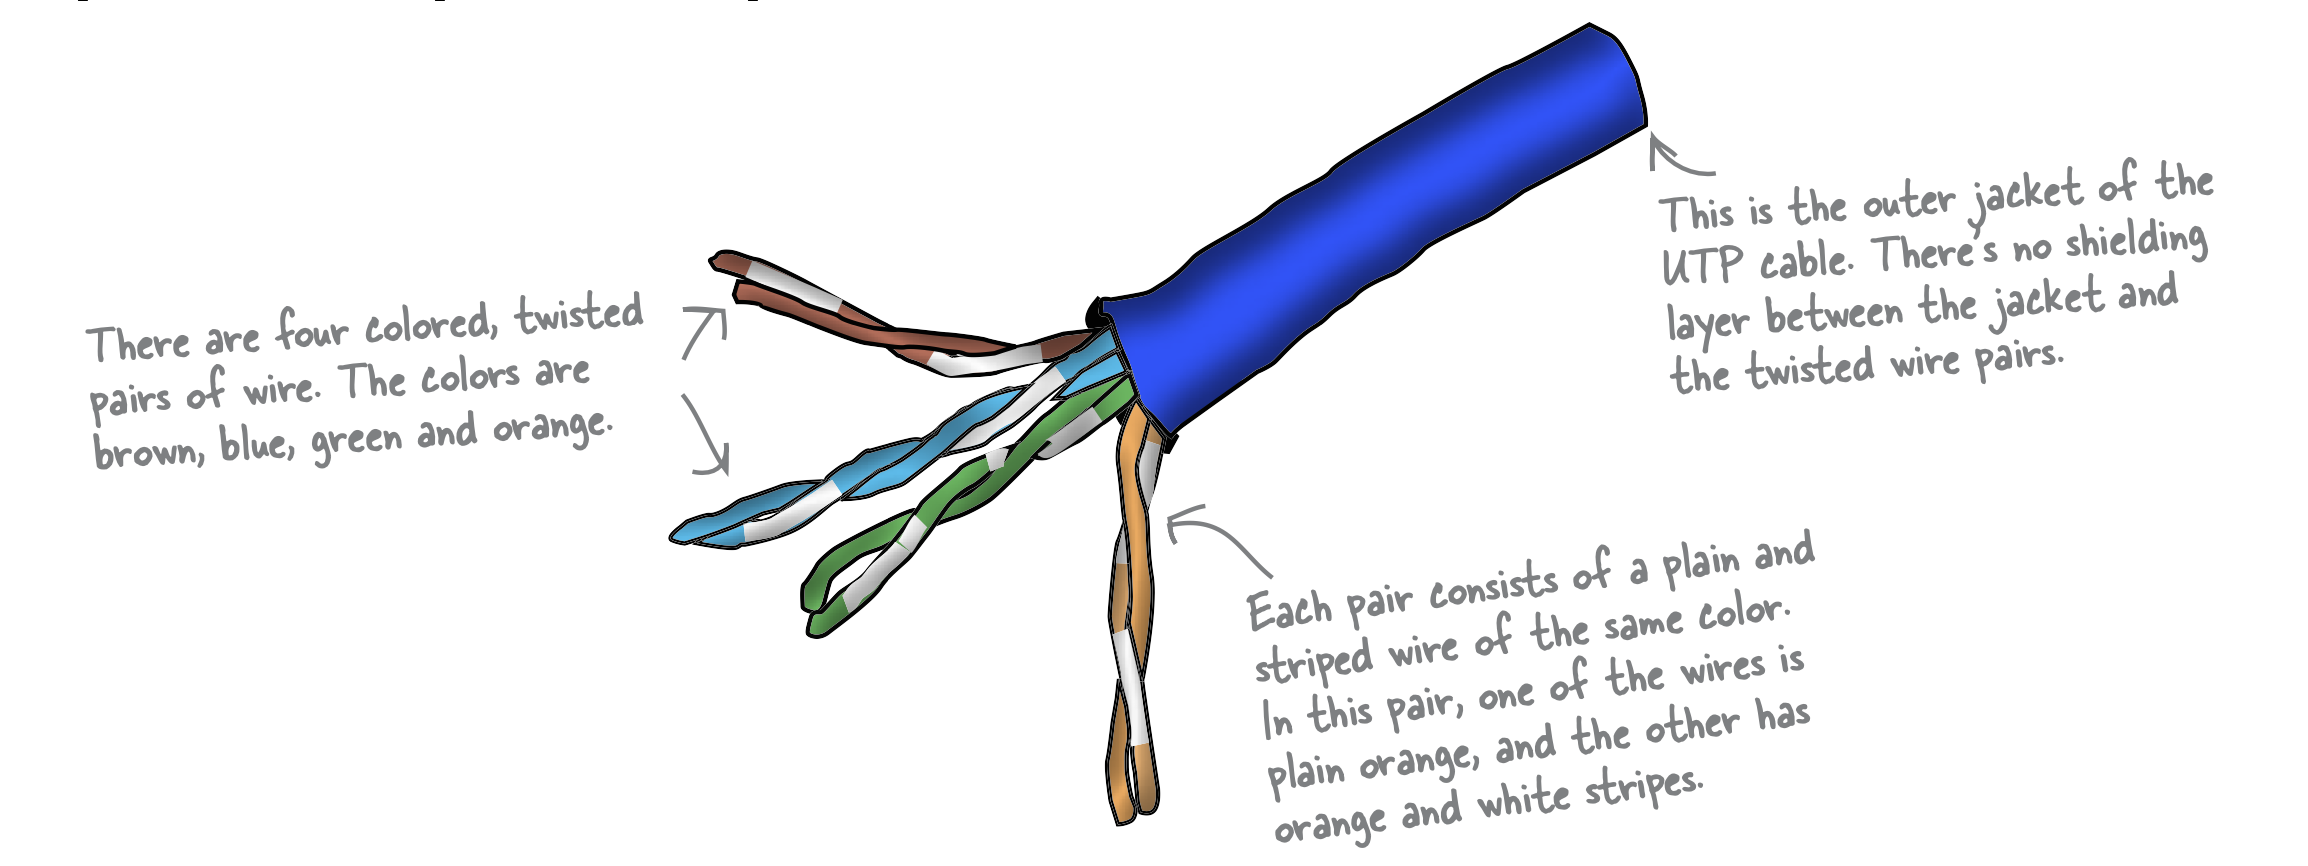 There are four colored, twisted
pairs of wire. The colors are
brown, blue, green and orange.
This is the outer jacket of the
UTP cable. There's no shielding
layer between the jacket and
the twisted wire pairs.
Each pair consists of a plain and
striped wire of the same color.
In this pair, one of the wires is
plain orange, and the other has
orange and white stripes.